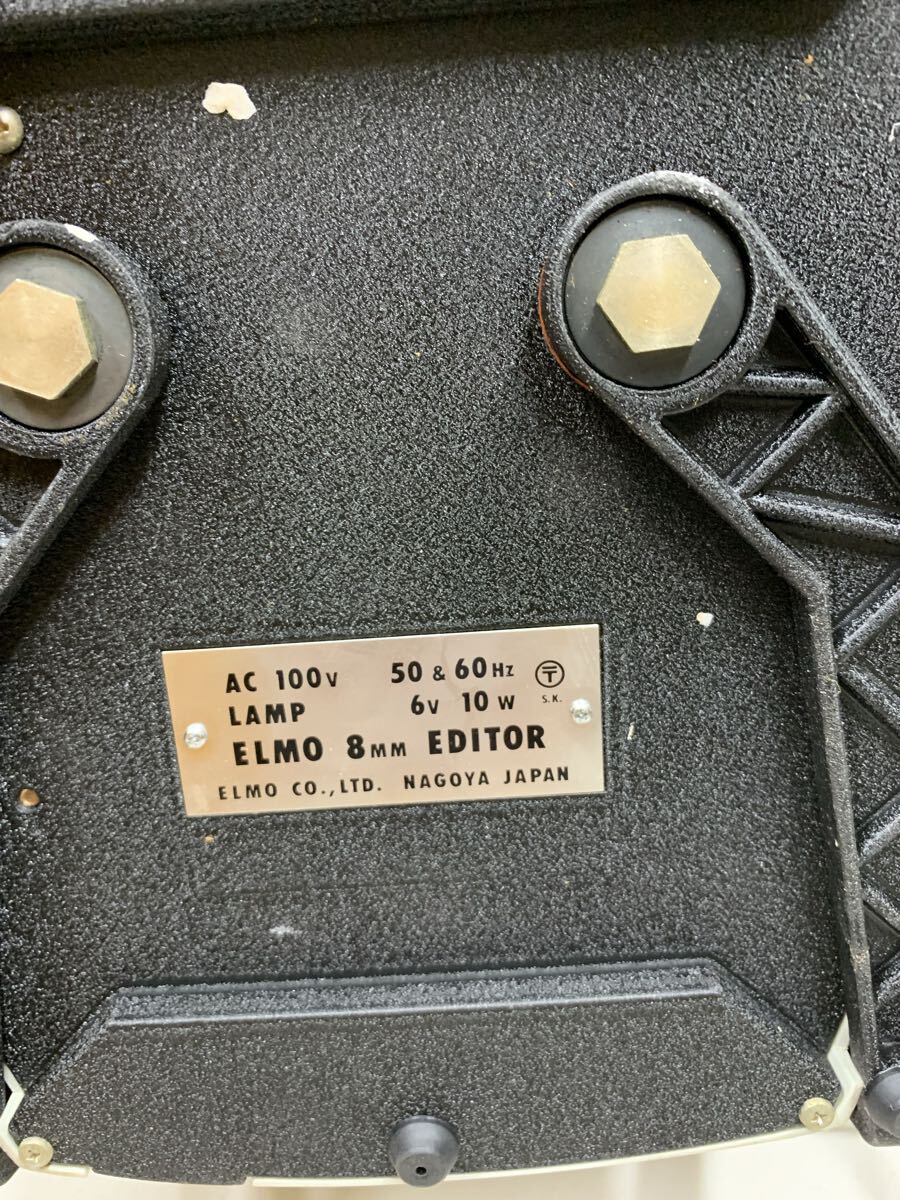 AC 100V 50 & 60Hz 〒
S.K.
LAMP 6V 10W
ELMO 8MM EDITOR
ELMO CO.,LTD. NAGOYA JAPAN